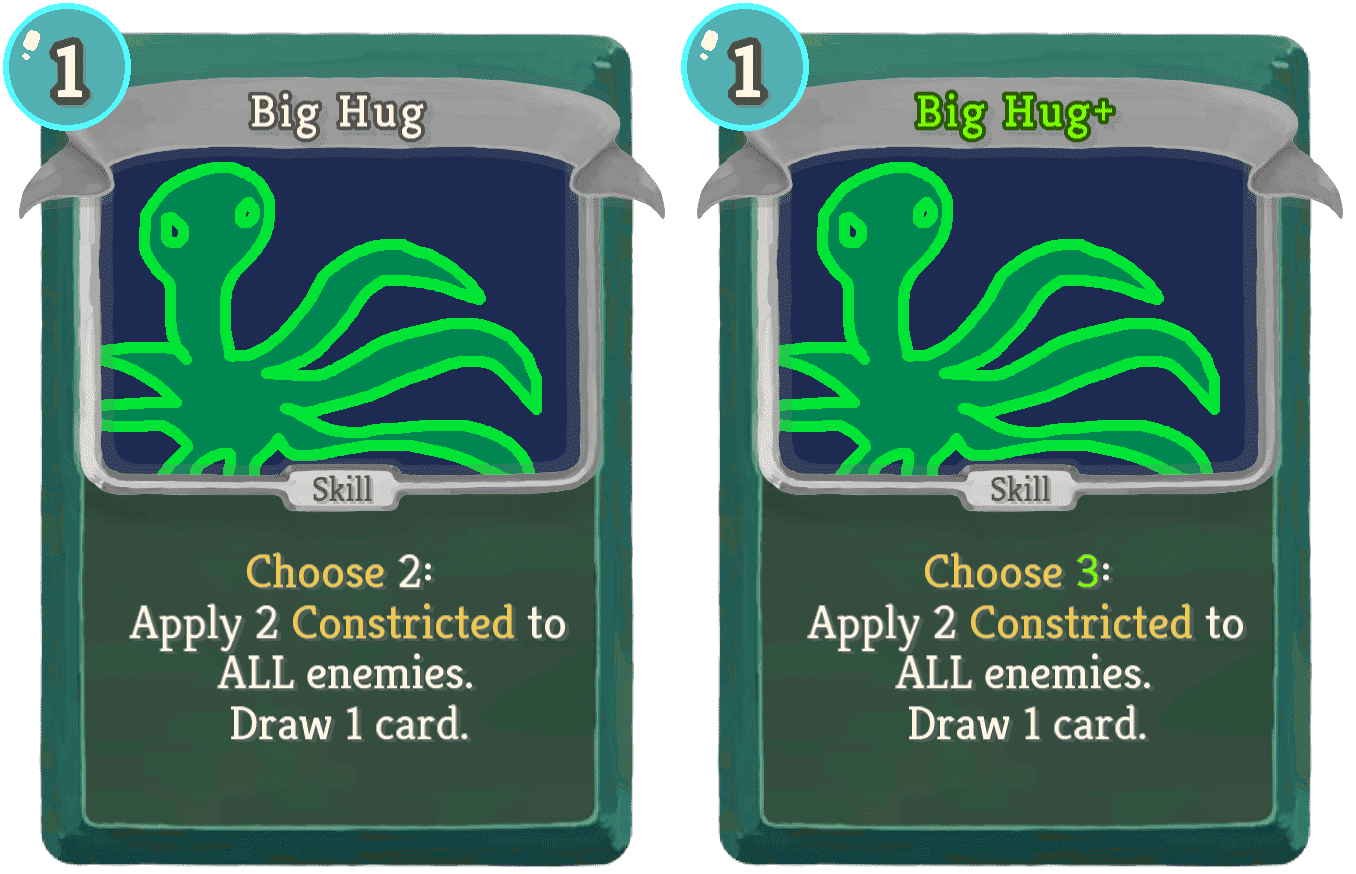 1
Big Hug
Skill
Choose 2:
Apply 2 Constricted to
ALL enemies.
Draw 1 card.
1
Big Hug+
Skill
Choose 3:
Apply 2 Constricted to
ALL enemies.
Draw 1 card.